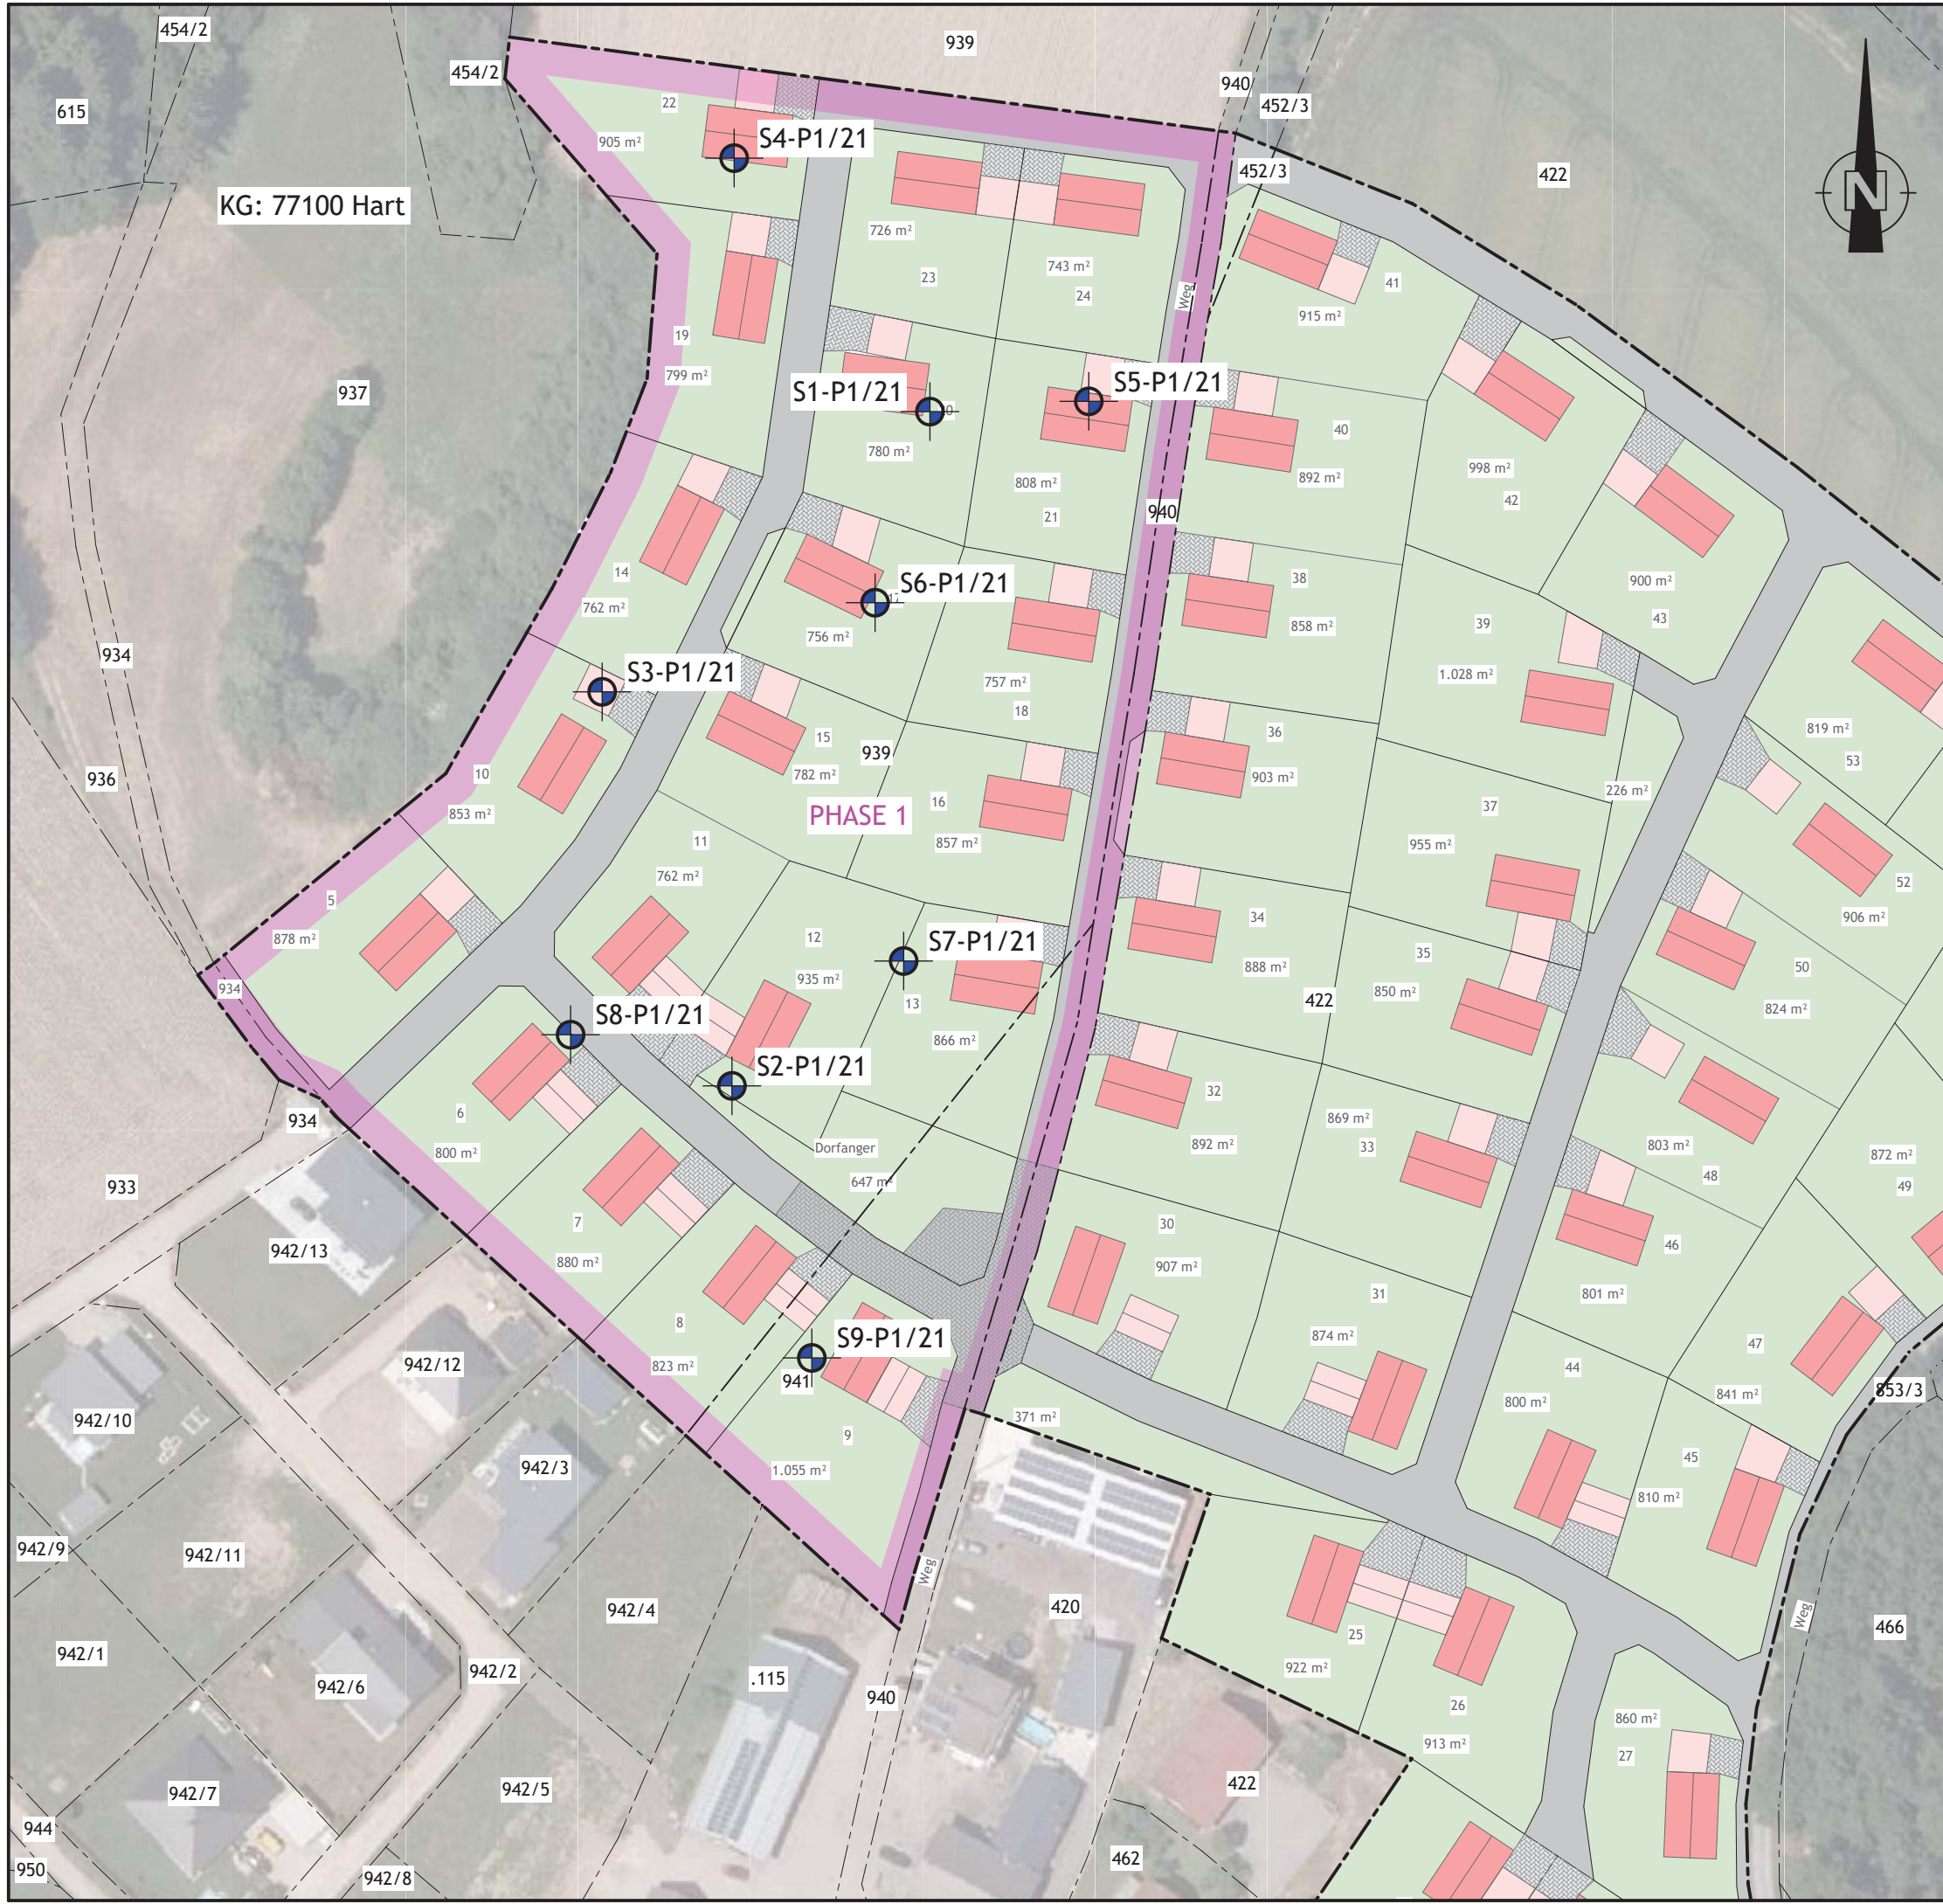 454/2
939
454/2
940
452/3
615
22
905 m²
S4-P1/21
452/3
422
N
KG: 77100 Hart
726 m²
743 m²
23
24
Weg
41
915 m²
19
799 m²
937
S1-P1/21
S5-P1/21
780 m²
40
892 m²
808 m²
21
998 m²
42
940
14
762 m²
S6-P1/21
756 m²
38
858 m²
900 m²
43
39
1.028 m²
934
S3-P1/21
757 m²
18
819 m²
53
15
782 m²
939
36
903 m²
936
10
853 m²
PHASE 1
16
857 m²
226 m²
37
955 m²
11
762 m²
5
878 m²
52
906 m²
12
935 m²
S7-P1/21
34
888 m²
35
850 m²
50
824 m²
934
13
866 m²
422
S8-P1/21
S2-P1/21
934
6
800 m²
32
892 m²
869 m²
33
Dorfanger
647 m²
803 m²
48
872 m²
49
933
942/13
7
880 m²
30
907 m²
46
801 m²
31
874 m²
8
823 m²
S9-P1/21
941
942/12
47
841 m²
44
800 m²
853/3
942/10
9
1.055 m²
371 m²
942/3
45
810 m²
942/9
942/11
Weg
942/4
420
25
922 m²
Weg
466
942/1
942/2
942/6
.115
940
26
913 m²
860 m²
27
942/7
942/5
422
944
950
942/8
462